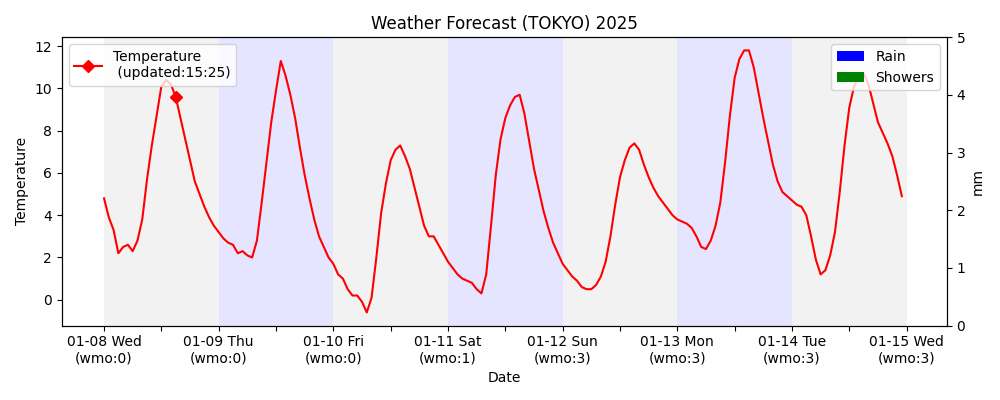 Weather Forecast (TOKYO) 2025
Temperature
(updated:15:25)
Rain
Showers
12
10
8
6
4
2
0
Temperature
5
4
3
2
1
0
mm
01-08 Wed 01-09 Thu 01-10 Fri 01-11 Sat 01-12 Sun 01-13 Mon 01-14 Tue 01-15 Wed
(wmo:0) (wmo:0) (wmo:0) (wmo:1) (wmo:3) (wmo:3) (wmo:3) (wmo:3)
Date